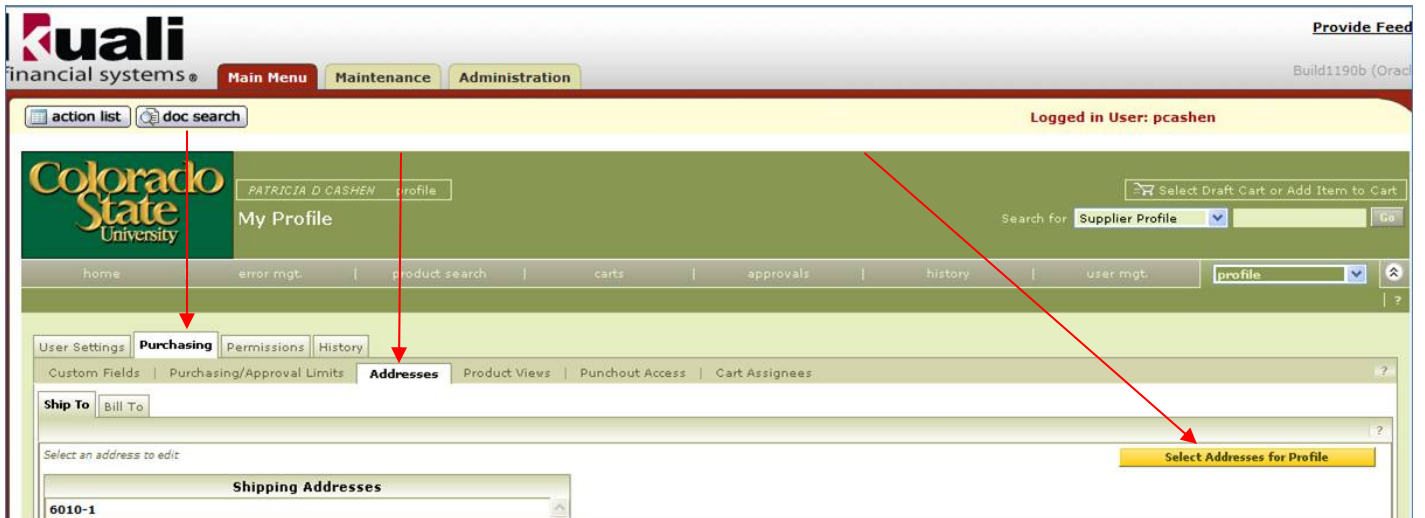 Kuali
financial systems®
Main Menu Maintenance Administration
Provide Feed
Build1190b (Oracl
action list doc search
Logged in User: pcashen
Colorado
State
University
PATRICIA D CASHEN profile
My Profile
Select Draft Cart or Add Item to Cart
Search for Supplier Profile Go
home error mgt. | product search | carts | approvals | history | user mgt. profile
| ?
User Settings Purchasing Permissions History
Custom Fields | Purchasing/Approval Limits Addresses Product Views | Punchout Access | Cart Assignees ?
Ship To Bill To
?
Select an address to edit
Select Addresses for Profile
Shipping Addresses
6010-1